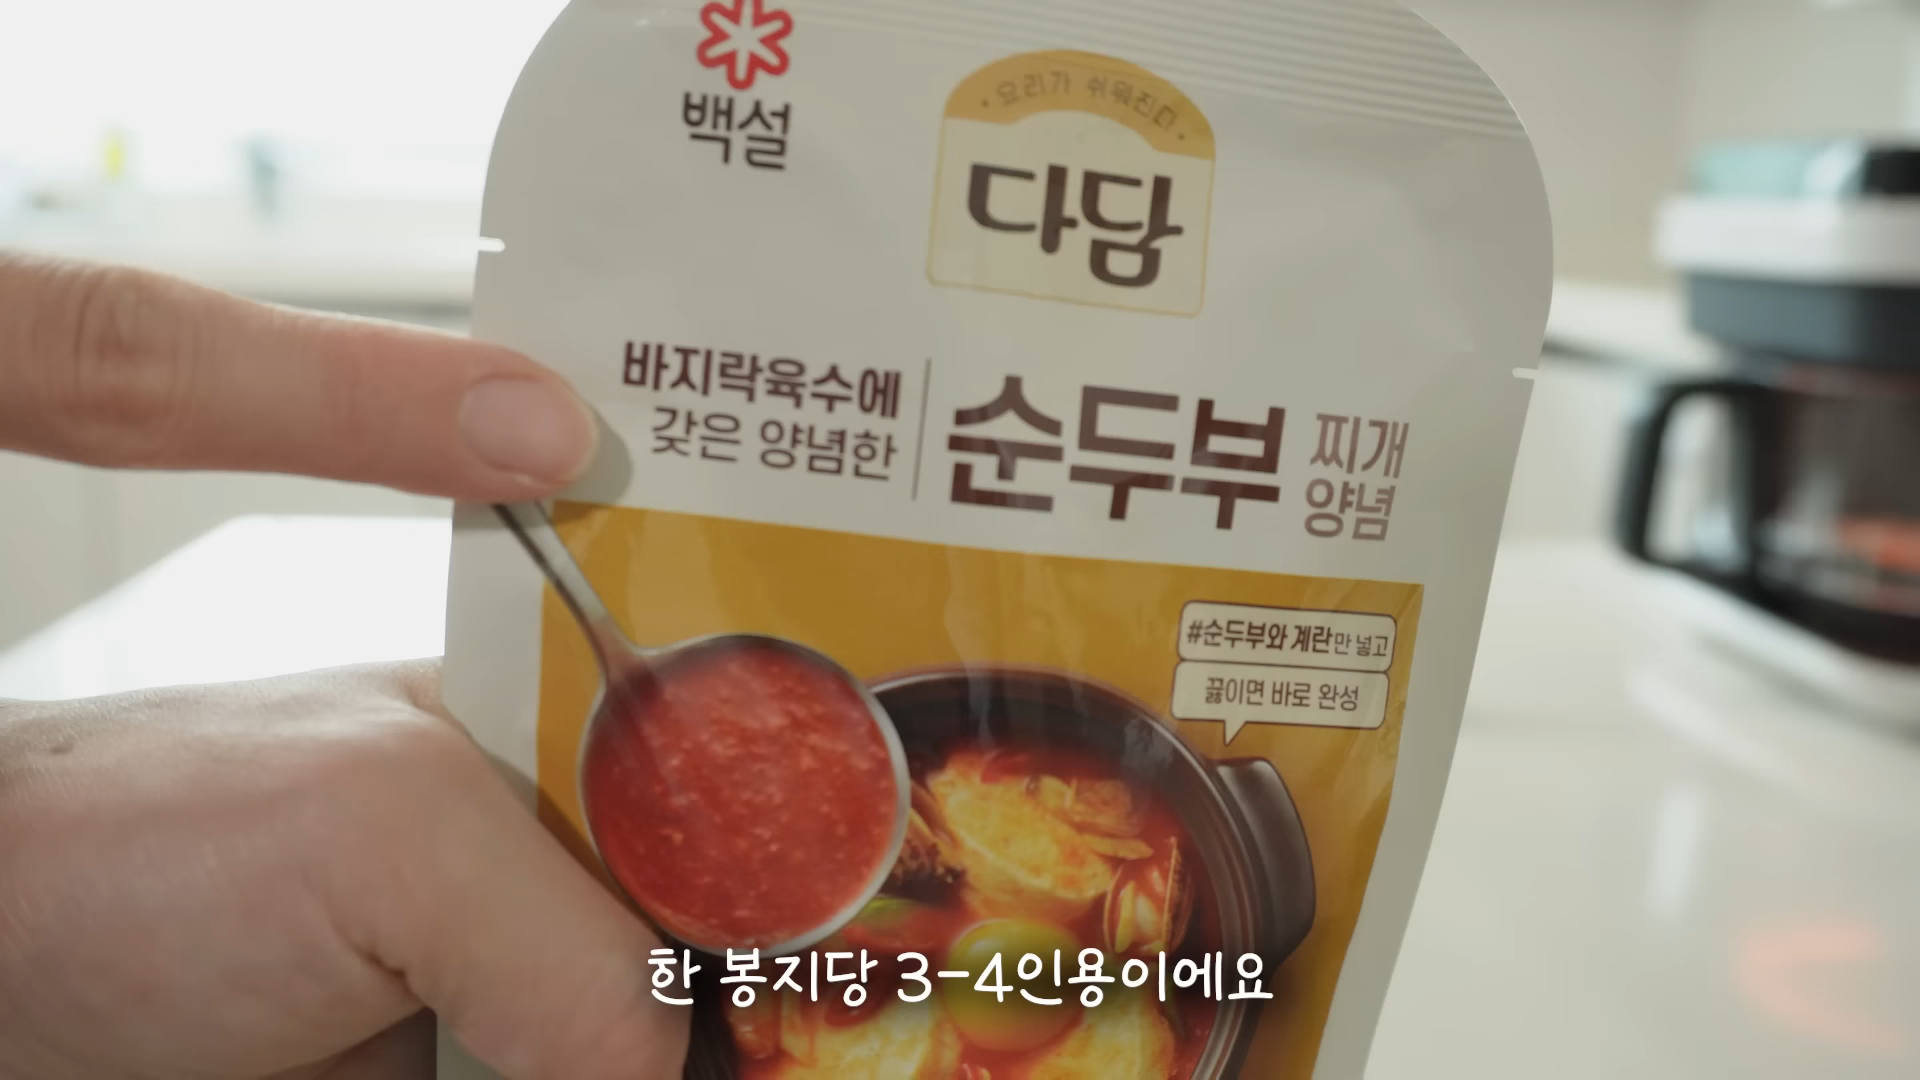 백설
요리가 쉬워진다
다담
바지락육수에
갖은 양념한
순두부
찌개
양념
#순두부와 계란만 넣고
끓이면 바로 완성
한 봉지당 3-4인용이에요